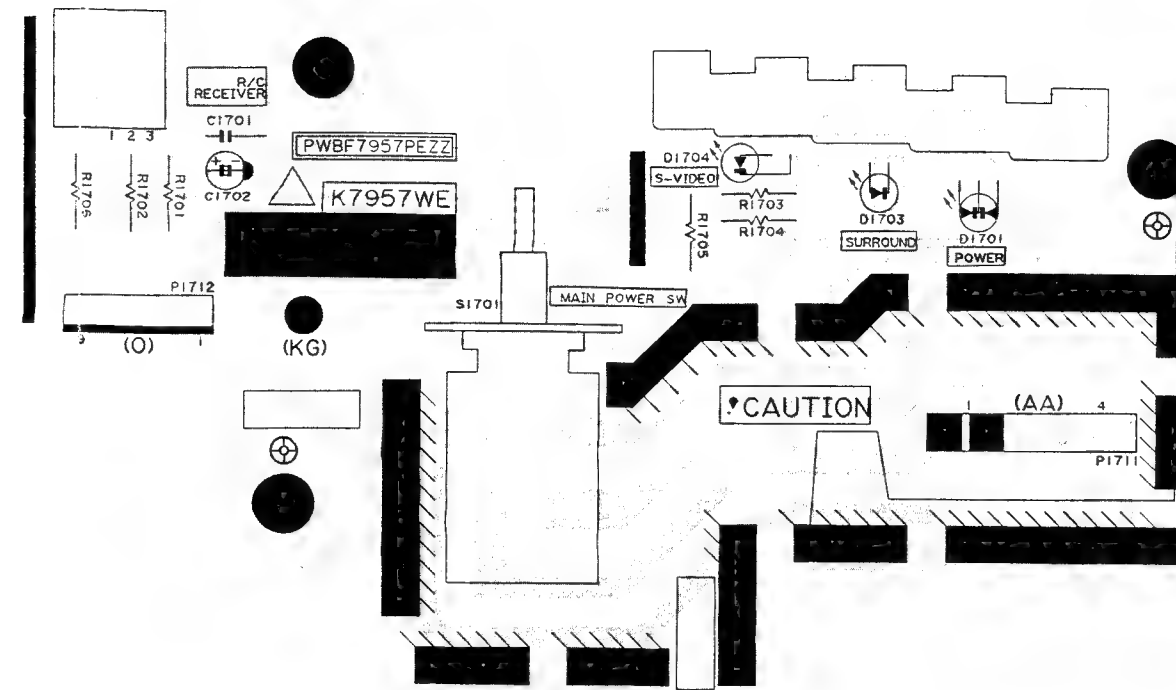 R/C
RECEIVER
C1701
+ -
C1702
1 2 3
R1706
R1702
R1701
PWBF7957PEZZ
K7957WE
P1712
3
(O)
1
(KG)
S1701
MAIN POWER SW
D1704
S-VIDEO
R1703
R1704
R1705
D1703
SURROUND
D1701
POWER
CAUTION
1
(AA)
4
P1711